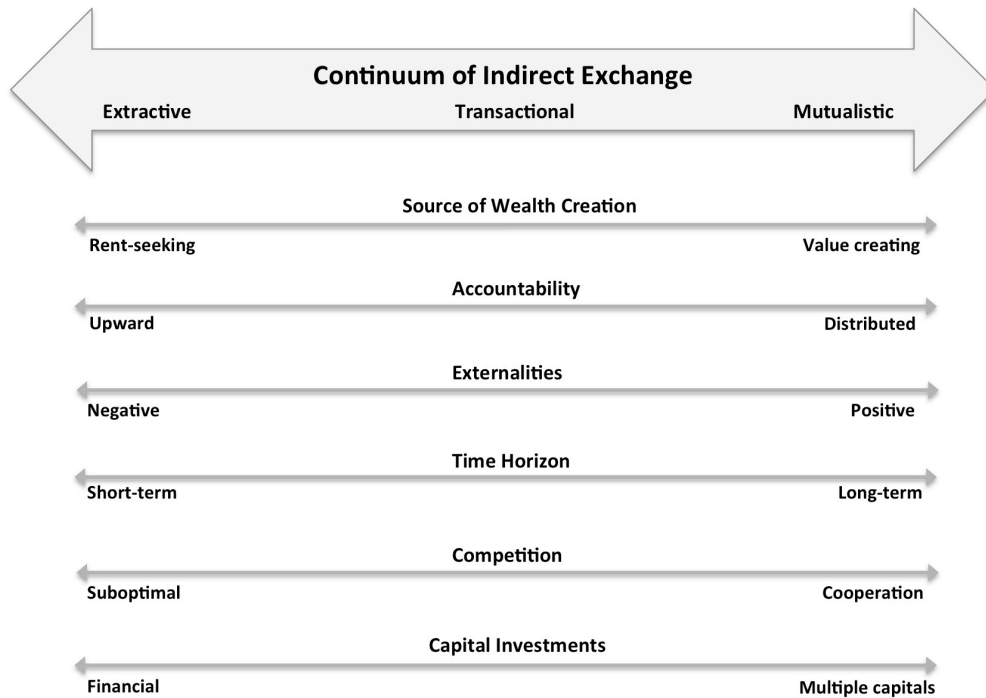 Continuum of Indirect Exchange
Extractive Transactional Mutualistic
Source of Wealth Creation
Rent-seeking Value creating
Accountability
Upward Distributed
Externalities
Negative Positive
Time Horizon
Short-term Long-term
Competition
Suboptimal Cooperation
Capital Investments
Financial Multiple capitals